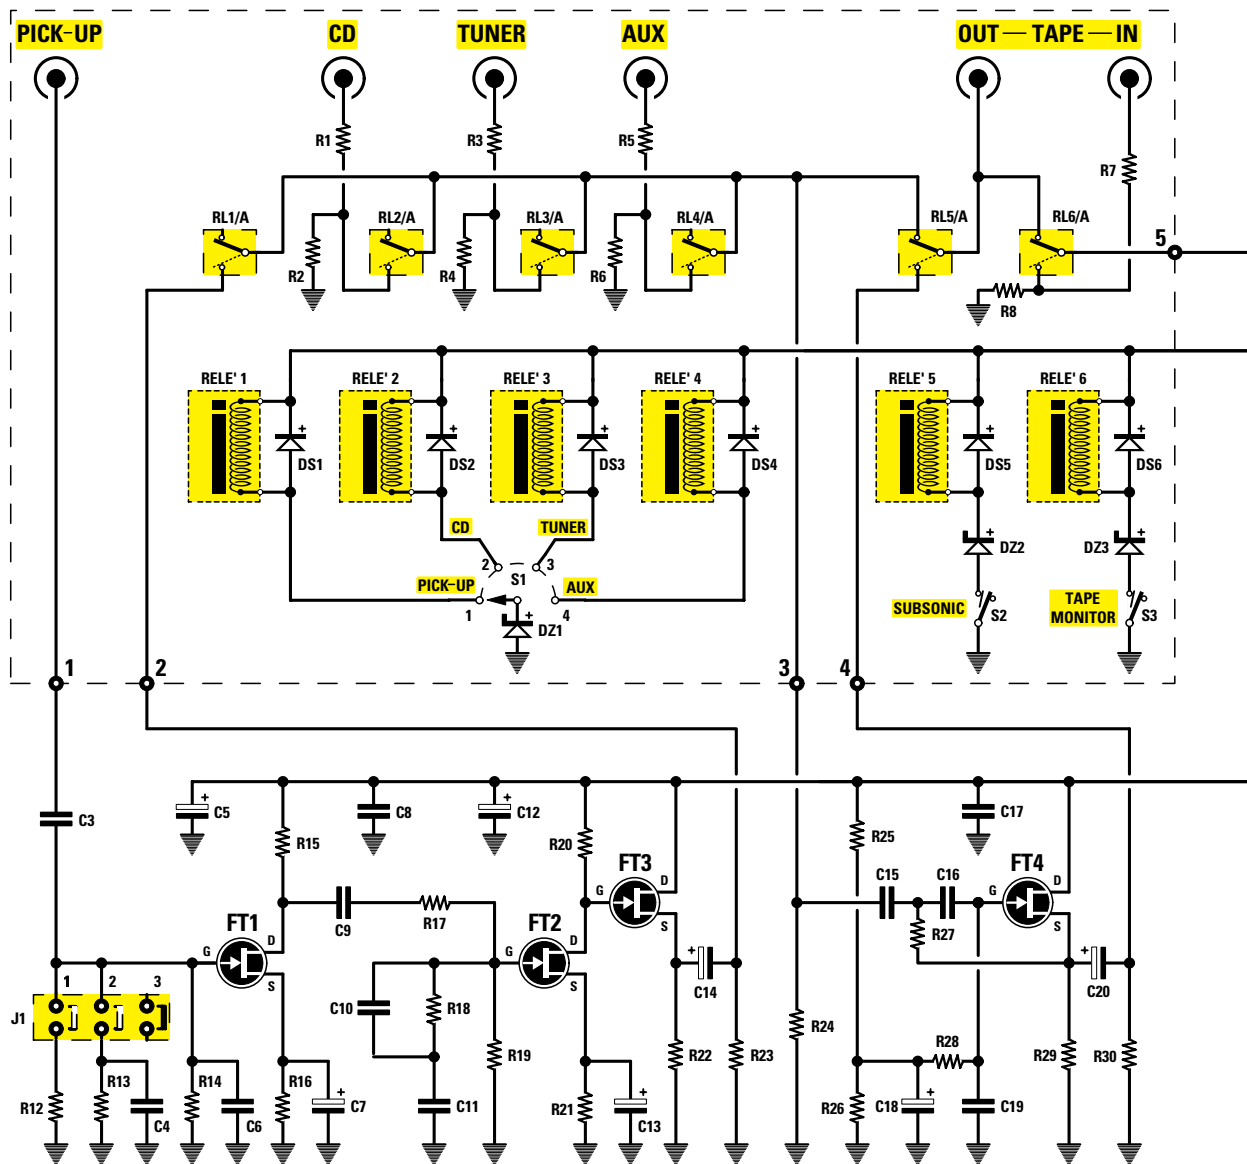 PICK-UP CD TUNER AUX OUT — TAPE — IN
R1 R3 R5 R7
RL1/A RL2/A RL3/A RL4/A RL5/A RL6/A 5
R2 R4 R6 R8
RELE' 1 RELE' 2 RELE' 3 RELE' 4 RELE' 5 RELE' 6
+ + + + + +
DS1 DS2 DS3 DS4 DS5 DS6
CD TUNER + +
DZ2 DZ3
2 3
PICK-UP S1 AUX
1 4
+ DZ1
SUBSONIC S2
TAPE
MONITOR S3
1 2 3 4
+ C5 C8 + C12 C17
C3 R15 R20 R25
FT3 C15 C16 FT4
G D S G D S
C9 R17 R27
FT1 FT2
G D S G D S
+ C14 + C20
1 2 3
J1
C10 R18 R24
R19 R22 R23 R28 R29 R30
R12 R13 C4 R14 C6 R16 + C7 C11 R21 + C13 R26 + C18 C19